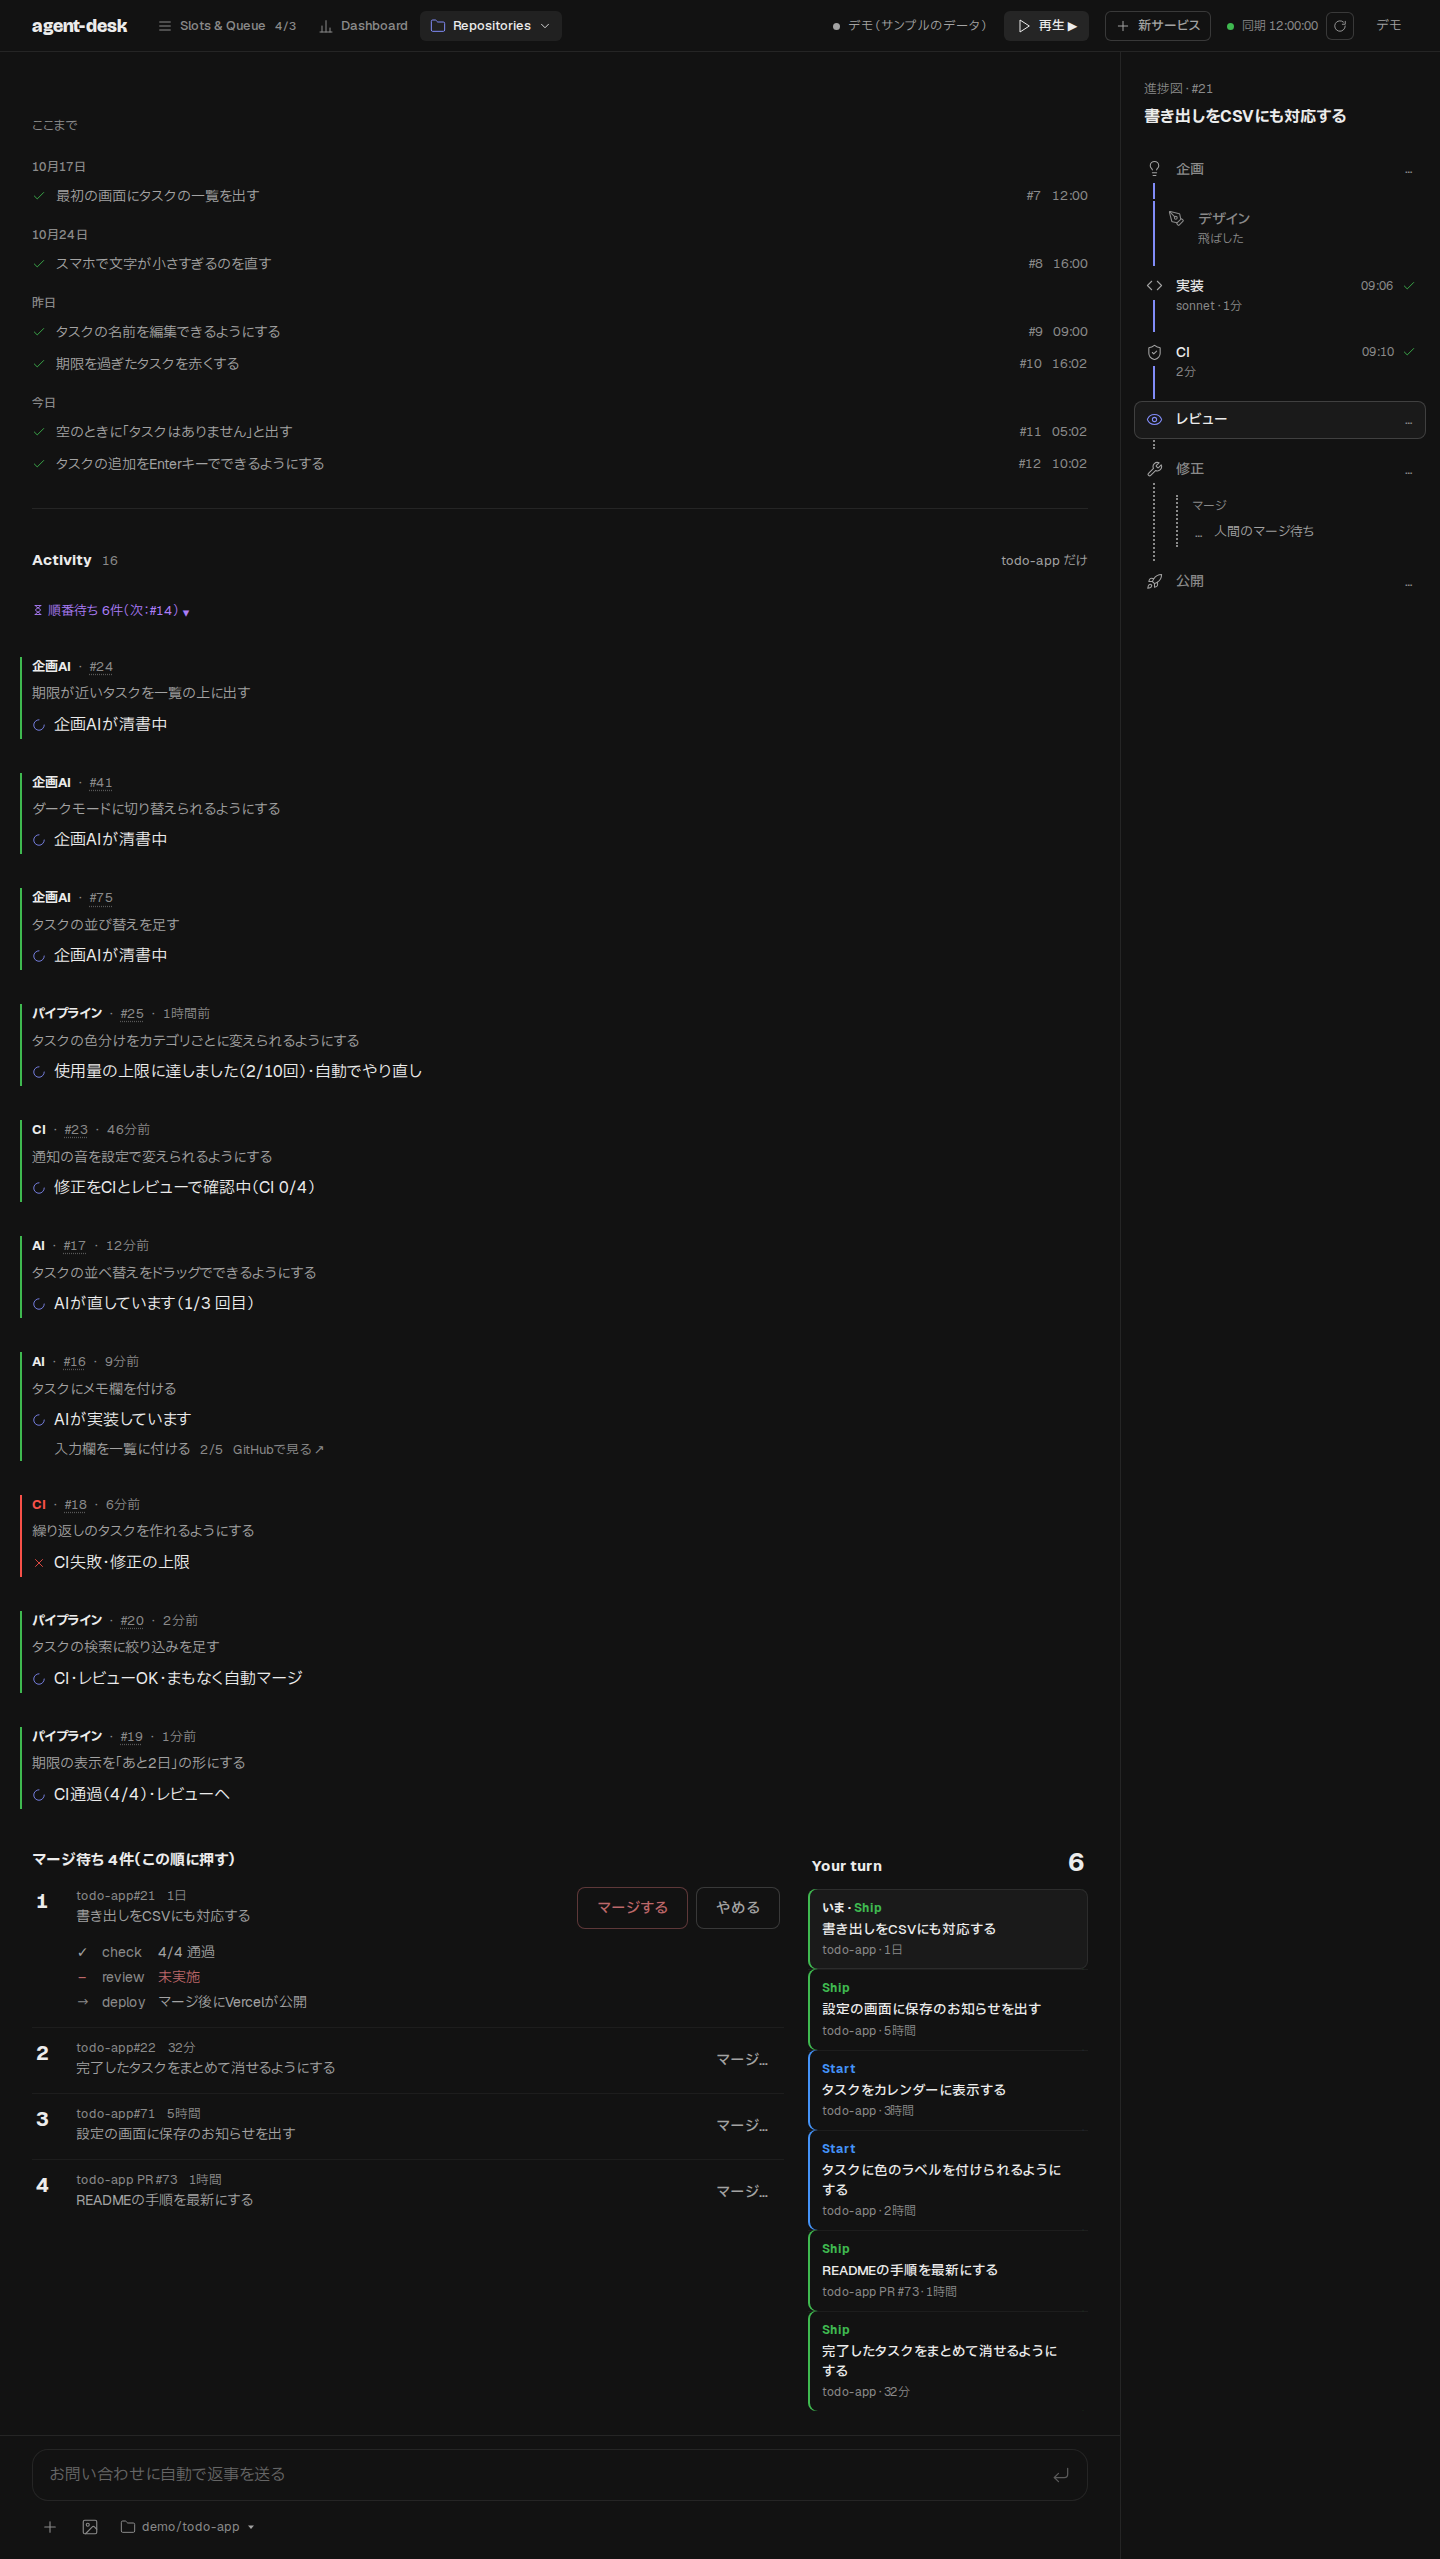 agent-desk
Slots & Queue 4/3
Dashboard
Repositories
デモ(サンプルのデータ)
再生 ▶
新サービス
同期 12:00:00
デモ
ここまで
10月17日
最初の画面にタスクの一覧を出す #7 12:00
10月24日
スマホで文字が小さすぎるのを直す #8 16:00
昨日
タスクの名前を編集できるようにする #9 09:00
期限を過ぎたタスクを赤くする #10 16:02
今日
空のときに「タスクはありません」と出す #11 05:02
タスクの追加をEnterキーでできるようにする #12 10:02
Activity 16
todo-app だけ
順番待ち 6件(次:#14) ▼
企画AI · #24
期限が近いタスクを一覧の上に出す
企画AIが清書中
企画AI · #41
ダークモードに切り替えられるようにする
企画AIが清書中
企画AI · #75
タスクの並び替えを足す
企画AIが清書中
パイプライン · #25 · 1時間前
タスクの色分けをカテゴリごとに変えられるようにする
使用量の上限に達しました(2/10回)·自動でやり直し
CI · #23 · 46分前
通知の音を設定で変えられるようにする
修正をCIとレビューで確認中(CI 0/4)
AI · #17 · 12分前
タスクの並べ替えをドラッグでできるようにする
AIが直しています(1/3 回目)
AI · #16 · 9分前
タスクにメモ欄を付ける
AIが実装しています
入力欄を一覧に付ける 2/5 GitHubで見る ↗
CI · #18 · 6分前
繰り返しのタスクを作れるようにする
CI失敗·修正の上限
パイプライン · #20 · 2分前
タスクの検索に絞り込みを足す
CI·レビューOK·まもなく自動マージ
パイプライン · #19 · 1分前
期限の表示を「あと2日」の形にする
CI通過(4/4)·レビューへ
マージ待ち 4件(この順に押す)
1 todo-app#21 1日
書き出しをCSVにも対応する
マージする
やめる
✓ check 4/4 通過
– review 未実施
→ deploy マージ後にVercelが公開
2 todo-app#22 32分
完了したタスクをまとめて消せるようにする
マージ…
3 todo-app#71 5時間
設定の画面に保存のお知らせを出す
マージ…
4 todo-app PR #73 1時間
READMEの手順を最新にする
マージ…
Your turn 6
いま · Ship
書き出しをCSVにも対応する
todo-app · 1日
Ship
設定の画面に保存のお知らせを出す
todo-app · 5時間
Start
タスクをカレンダーに表示する
todo-app · 3時間
Start
タスクに色のラベルを付けられるように
する
todo-app · 2時間
Ship
READMEの手順を最新にする
todo-app PR #73 · 1時間
Ship
完了したタスクをまとめて消せるように
する
todo-app · 32分
お問い合わせに自動で返事を送る
demo/todo-app ▾
進捗図 · #21
書き出しをCSVにも対応する
企画 …
デザイン
飛ばした
実装 09:06
sonnet · 1分
CI 09:10
2分
レビュー …
修正 …
マージ
… 人間のマージ待ち
公開 …